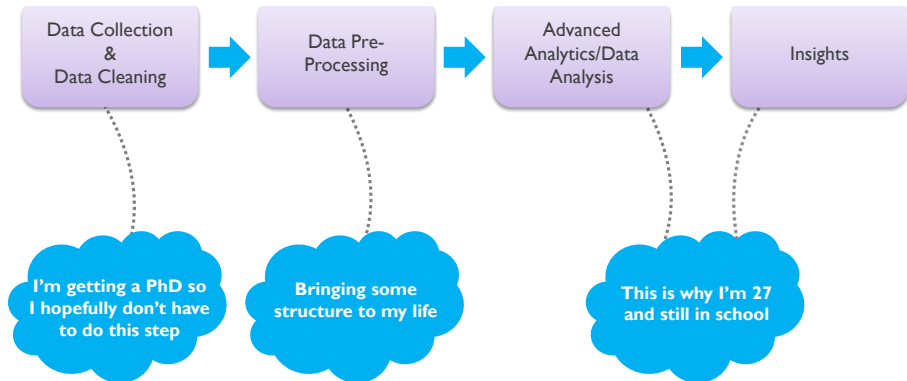 Data Collection
&
Data Cleaning
Data Pre-
Processing
Advanced
Analytics/Data
Analysis
Insights
I'm getting a PhD so
I hopefully don't have
to do this step
Bringing some
structure to my life
This is why I'm 27
and still in school